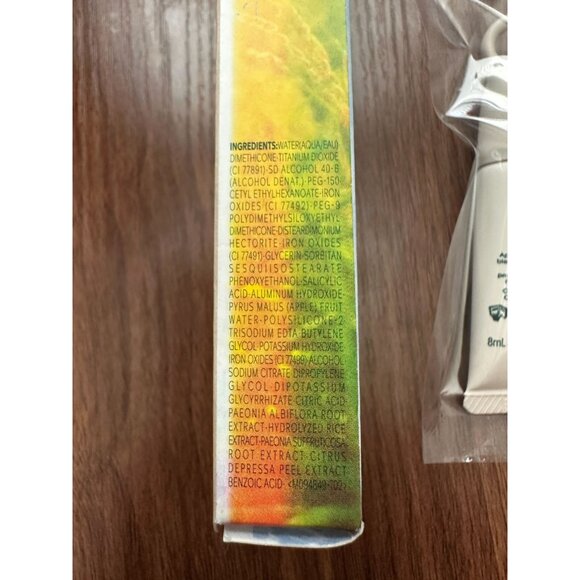 INGREDIENTS:WATER(AQUA/EAU)
DIMETHICONE·TITANIUM DIOXIDE
(CI 77891)·SD ALCOHOL 40-B
(ALCOHOL DENAT.)·PEG-150
CETYL ETHYLHEXANOATE·IRON
OXIDES (CI 77492)·PEG-9
POLYDIMETHYLSILOXYETHYL
DIMETHICONE·DISTEARDIMONIUM
HECTORITE·IRON OXIDES
(CI 77491)·GLYCERIN·SORBITAN
SESQUIISOSTEARATE
PHENOXYETHANOL·SALICYLIC
ACID·ALUMINUM HYDROXIDE
PYRUS MALUS (APPLE) FRUIT
WATER·POLYSILICONE-2
TRISODIUM EDTA BUTYLENE
GLYCOL·POTASSIUM HYDROXIDE
IRON OXIDES (CI 77499)·ALCOHOL
SODIUM CITRATE·DIPROPYLENE
GLYCOL DIPOTASSIUM
GLYCYRRHIZATE·CITRIC ACID
PAEONIA ALBIFLORA ROOT
EXTRACT·HYDROLYZED RICE
EXTRACT·PAEONIA SUFFRUTICOSA
ROOT EXTRACT CITRUS
DEPRESSA PEEL EXTRACT
BENZOIC ACID·
8mL